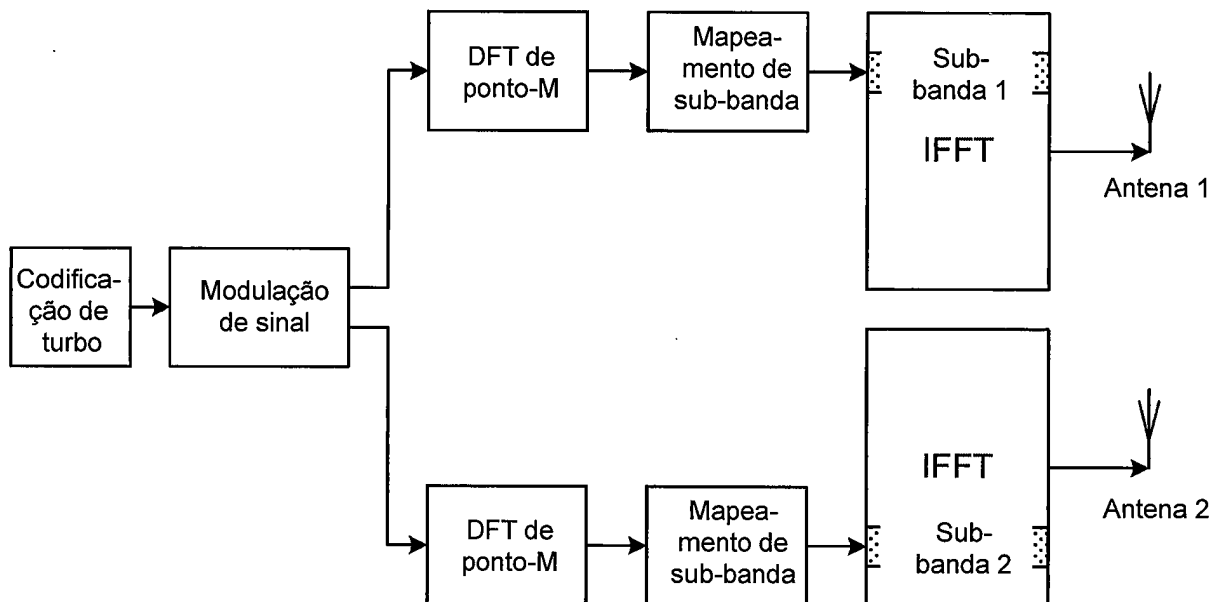 DFT de
ponto-M
Mapea-
mento de
sub-banda
Sub-
banda 1
IFFT
Antena 1
Codifica-
ção de
turbo
Modulação
de sinal
DFT de
ponto-M
Mapea-
mento de
sub-banda
IFFT
Sub-
banda 2
Antena 2